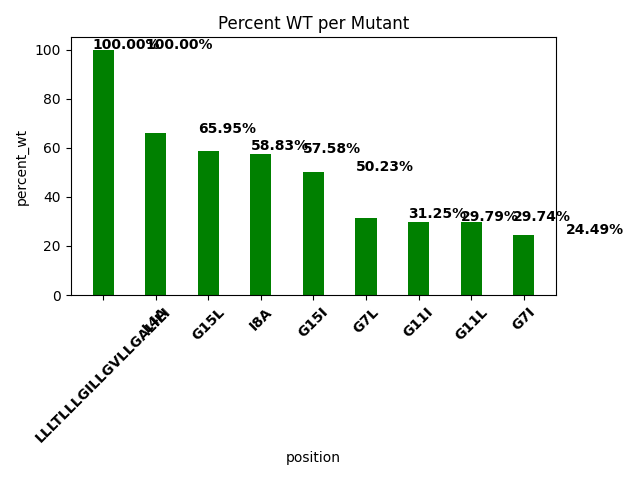 Percent WT per Mutant
100.00%
100.00%
65.95%
58.83%
57.58%
50.23%
31.25%
29.79%
29.74%
24.49%
100
80
60
40
20
0
percent_wt
L4A
G15L
I8A
G15I
G7L
G11I
G11L
G7I
position